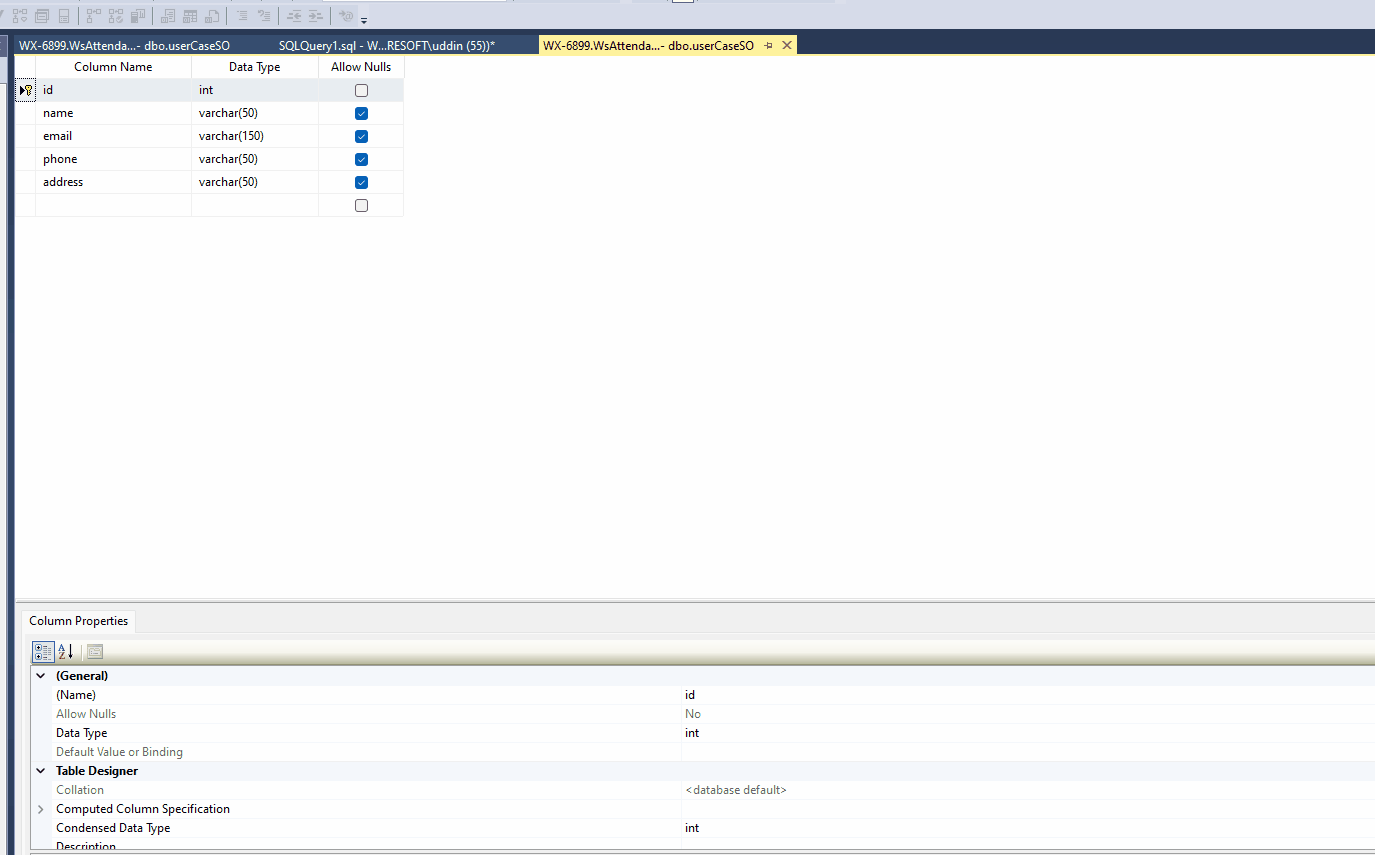 WX-6899.WsAttenda...- dbo.userCaseSO SQLQuery1.sql - W...RESOFT\uddin (55))* WX-6899.WsAttenda...- dbo.userCaseSO
Column Name Data Type Allow Nulls
id int
name varchar(50)
email varchar(150)
phone varchar(50)
address varchar(50)
Column Properties
(General)
(Name) id
Allow Nulls No
Data Type int
Default Value or Binding
Table Designer
Collation <database default>
Computed Column Specification
Condensed Data Type int
Description